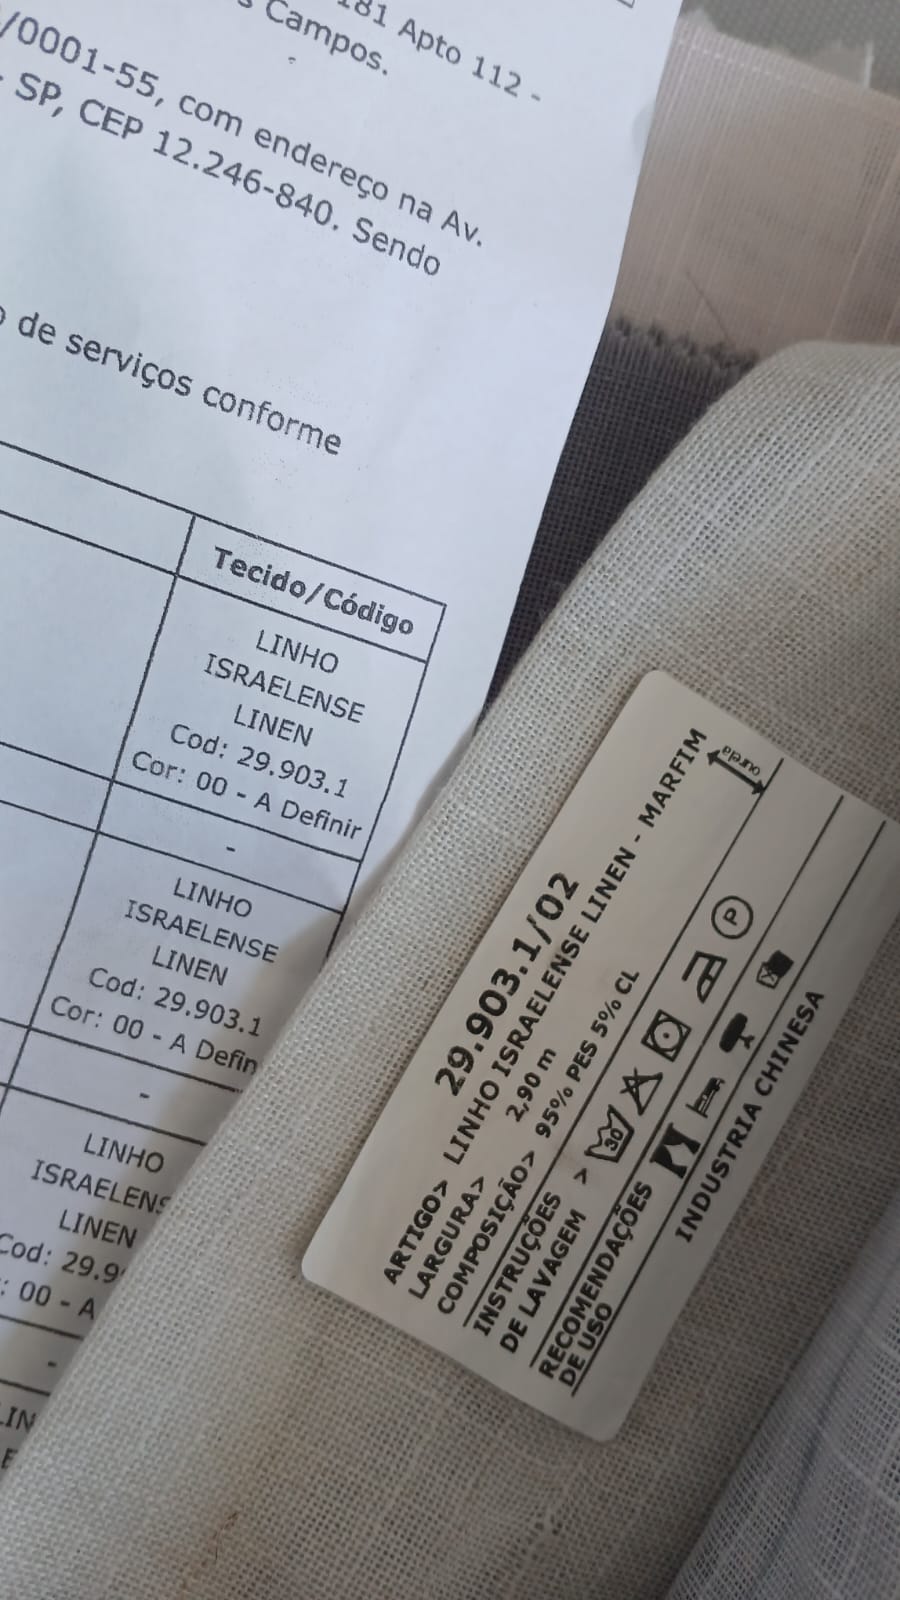 181 Apto 112 -
Campos.
/0001-55, com endereço na Av.
SP, CEP 12.246-840. Sendo
de serviços conforme
Tecido/Código
LINHO
ISRAELENSE
LINEN
Cod: 29.903.1
Cor: 00 - A Definir
-
LINHO
ISRAELENSE
LINEN
Cod: 29.903.1
Cor: 00 - A Defin
-
LINHO
ISRAELENS
LINEN
Cod: 29.9
: 00 - A
-
LIN
29.903.1/02
ARTIGO> LINHO ISRAELENSE LINEN - MARFIM
LARGURA> 2,90 m
COMPOSIÇÃO> 95% PES 5% CL
INSTRUÇÕES
DE LAVAGEM > 30 P
RECOMENDAÇÕES
DE USO
INDUSTRIA CHINESA
ourela